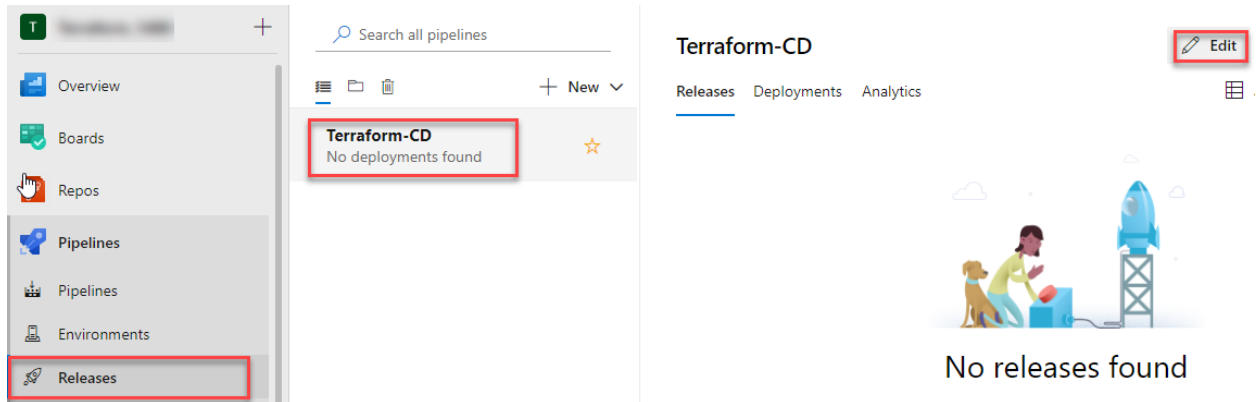 T
Overview
Boards
Repos
Pipelines
Pipelines
Environments
Releases
Search all pipelines
New
Terraform-CD
No deployments found
Terraform-CD
Edit
Releases Deployments Analytics
No releases found